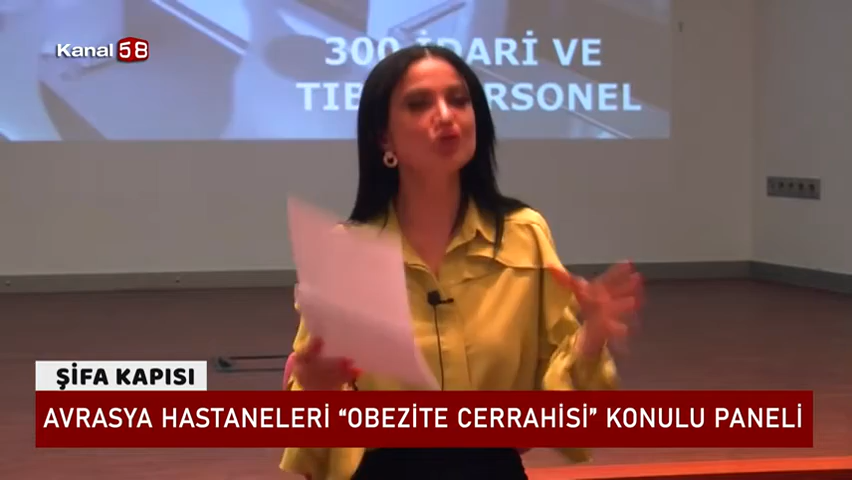 Kanal 58
300 İDARİ VE
ŞİFA KAPISI
AVRASYA HASTANELERİ “OBEZİTE CERRAHİSİ” KONULU PANELİ